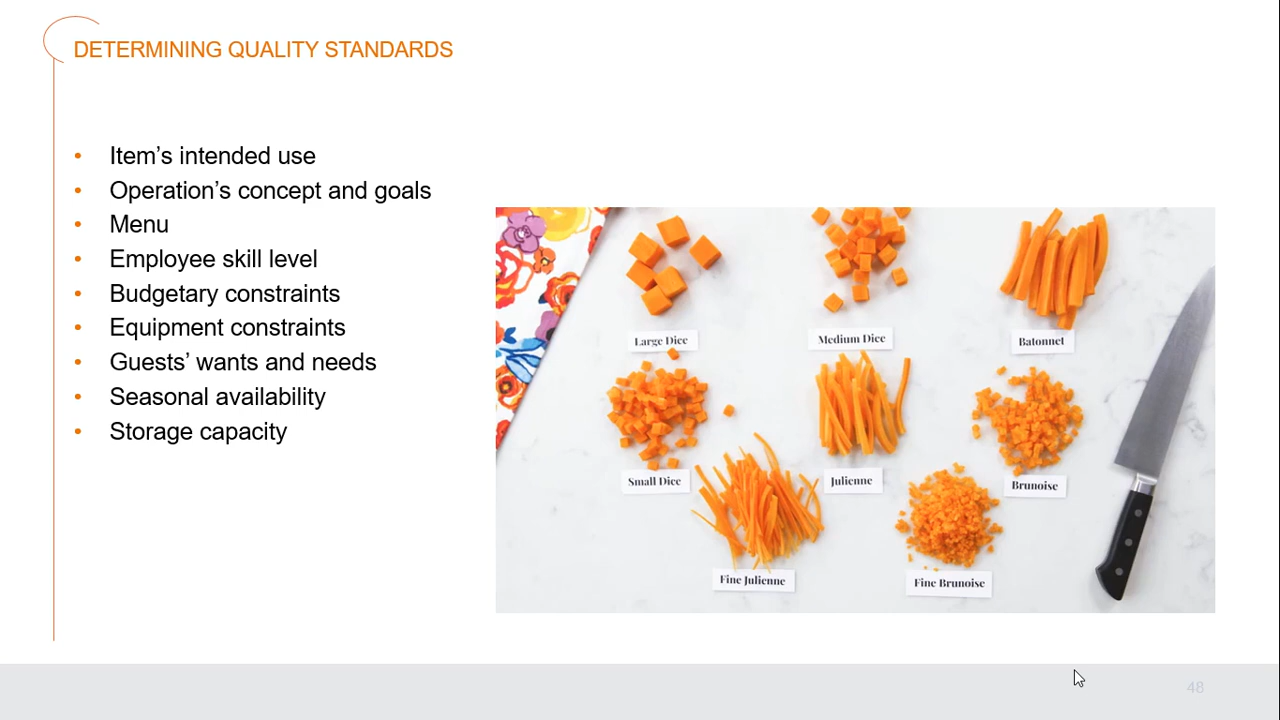 DETERMINING QUALITY STANDARDS
• Item’s intended use
• Operation’s concept and goals
• Menu
• Employee skill level
• Budgetary constraints
• Equipment constraints
• Guests’ wants and needs
• Seasonal availability
• Storage capacity
Large Dice
Medium Dice
Batonnet
Small Dice
Julienne
Brunoise
Fine Julienne
Fine Brunoise
48